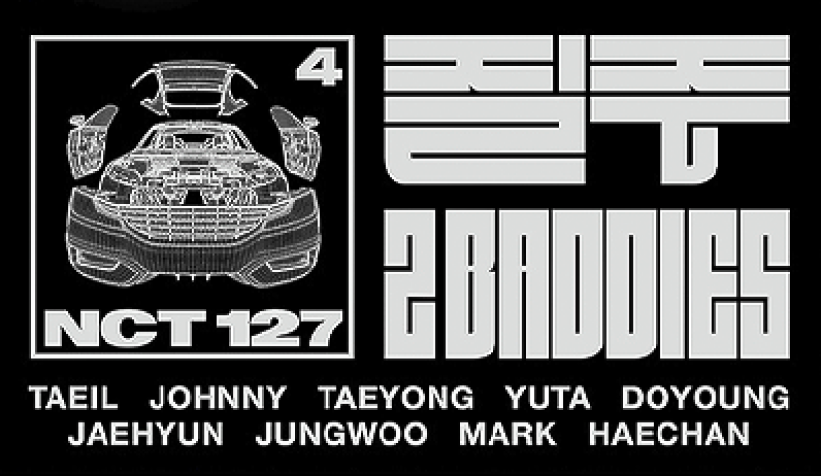 4
NCT 127
질주
2 BADDIES
TAEIL JOHNNY TAEYONG YUTA DOYOUNG
JAEHYUN JUNGWOO MARK HAECHAN